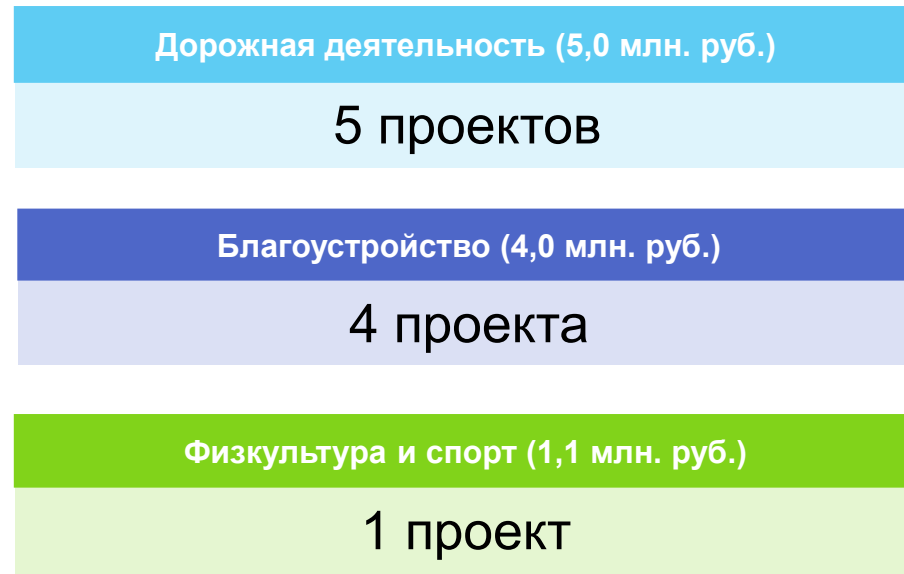 Дорожная деятельность (5,0 млн. руб.)
5 проектов
Благоустройство (4,0 млн. руб.)
4 проекта
Физкультура и спорт (1,1 млн. руб.)
1 проект